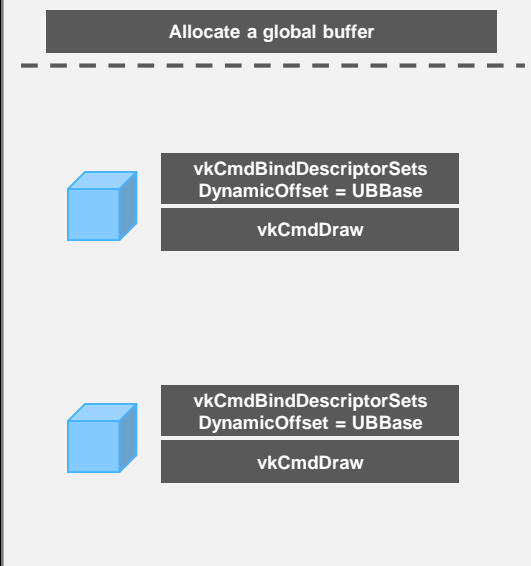 Allocate a global buffer
vkCmdBindDescriptorSets
DynamicOffset = UBBase
vkCmdDraw
vkCmdBindDescriptorSets
DynamicOffset = UBBase
vkCmdDraw